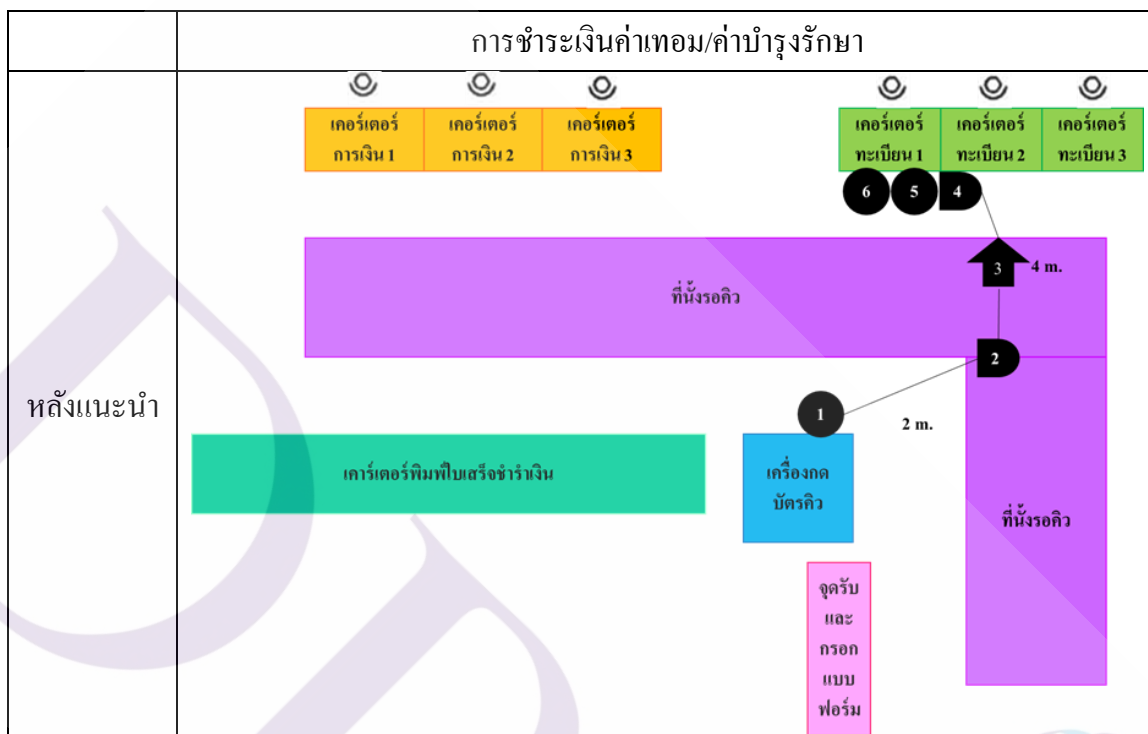 การชำระเงินค่าเทอม/ค่าบำรุงรักษา
เคอร์เตอร์
การเงิน 1
เคอร์เตอร์
การเงิน 2
เคอร์เตอร์
การเงิน 3
เคอร์เตอร์
ทะเบียน 1
เคอร์เตอร์
ทะเบียน 2
เคอร์เตอร์
ทะเบียน 3
6
5
4
3
4 m.
ที่นั้งรอคิว
2
หลังแนะนำ
1
2 m.
เคาร์เตอร์พิมพ์ใบเสร็จชำรำเงิน
เครื่องกด
บัตรคิว
ที่นั้งรอคิว
จุดรับ
และ
กรอก
แบบ
ฟอร์ม